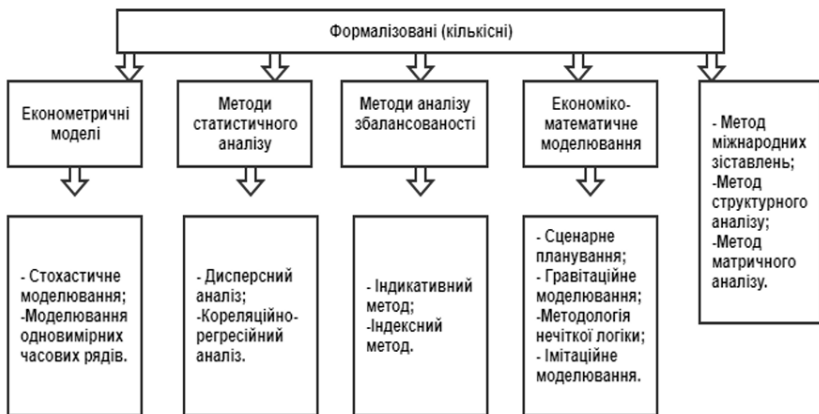 Формалізовані (кількісні)
Економетричні
моделі
Методи
статистичного
аналізу
Методи аналізу
збалансованості
Економіко-
математичне
моделювання
- Метод
міжнародних
зіставлень;
-Метод
структурного
аналізу;
-Метод
матричного
аналізу.
- Стохастичне
моделювання;
-Моделювання
одновимірних
часових рядів.
- Дисперсний
аналіз;
-Кореляційно-
регресійний
аналіз.
- Індикативний
метод;
-Індексний
метод.
- Сценарне
планування;
- Гравітаційне
моделювання;
-Методологія
нечіткої логіки;
- Імітаційне
моделювання.